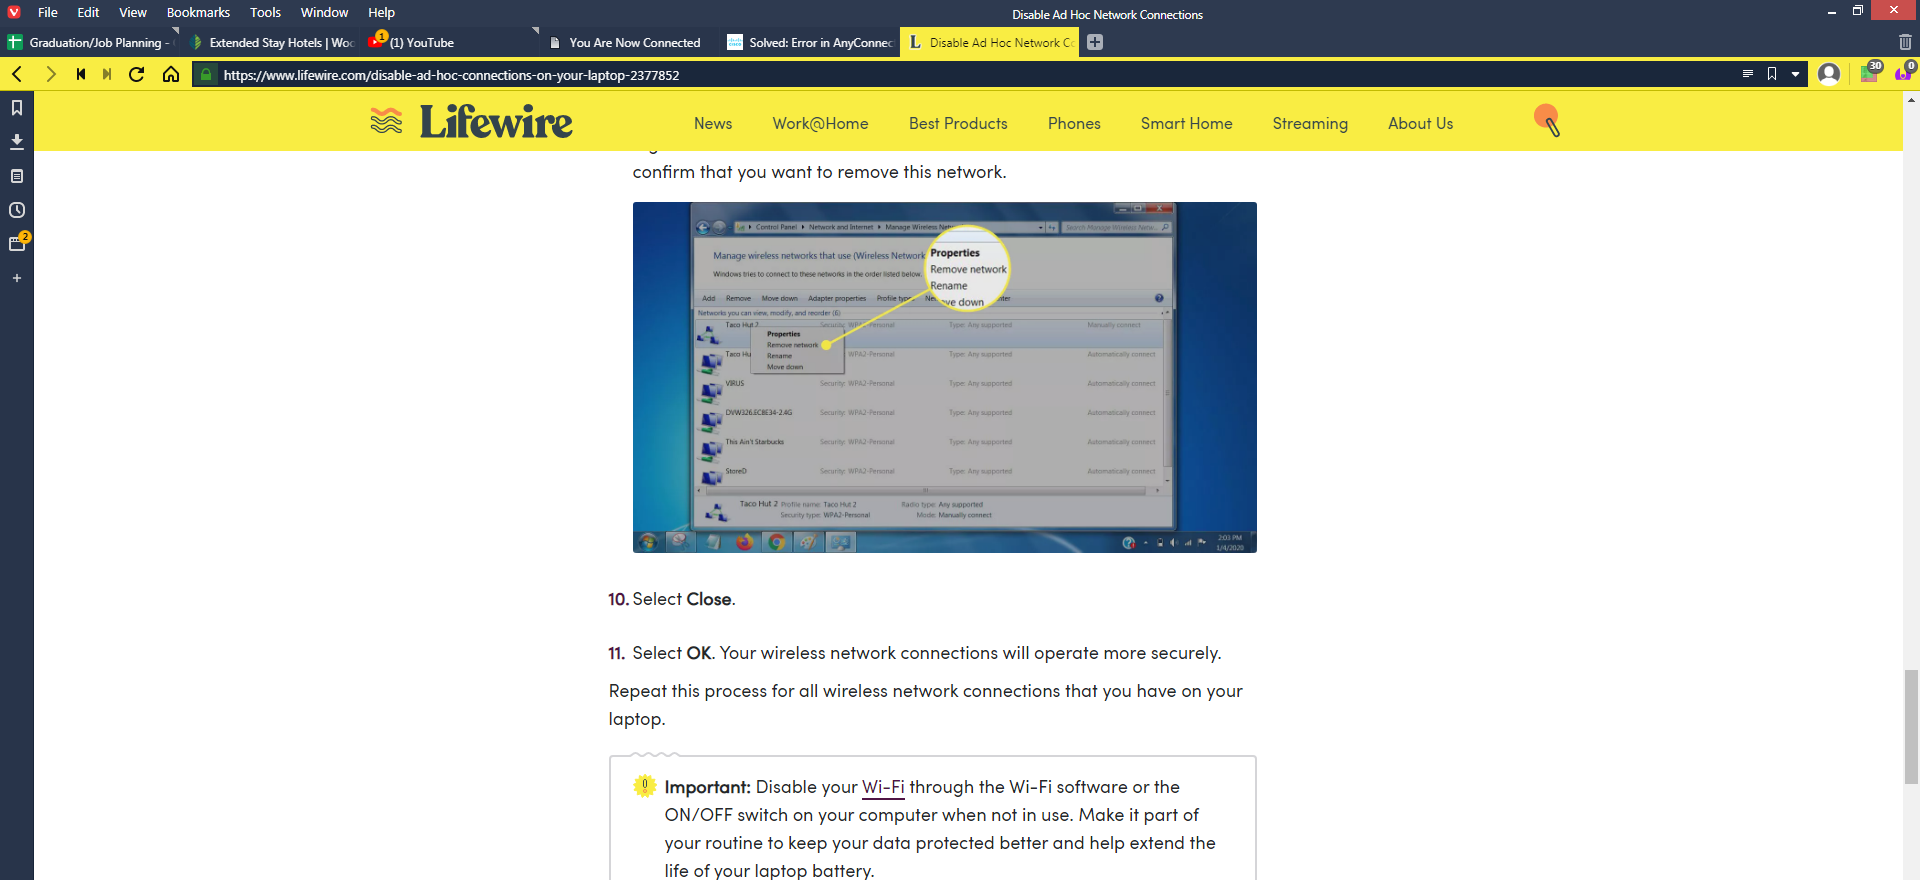 File Edit View Bookmarks Tools Window Help
Disable Ad Hoc Network Connections
Graduation/Job Planning -
Extended Stay Hotels | Woo
1
(1) YouTube
You Are Now Connected
Solved: Error in AnyConnec
L Disable Ad Hoc Network Co
https://www.lifewire.com/disable-ad-hoc-connections-on-your-laptop-2377852
30
0
2
Lifewire
News Work@Home Best Products Phones Smart Home Streaming About Us
confirm that you want to remove this network.
Control Panel Network and Internet Manage Wireless Netw
Search Manage Wireless Netw...
Manage wireless networks that use (Wireless Network
Windows tries to connect to these networks in the order listed below.
Properties
Remove network
Rename
ve down
Add Remove Move down Adapter properties Profile types
Networks you can view, modify, and reorder (6)
Taco Hut 2 Security: WPA2-Personal Type: Any supported Manually connect
Properties
Remove network
Rename
Move down
Taco Hu WPA2-Personal Type: Any supported Automatically connect
VIRUS Security: WPA2-Personal Type: Any supported Automatically connect
DVW326.EC8E34-2.4G Security: WPA2-Personal Type: Any supported Automatically connect
This Ain't Starbucks Security: WPA2-Personal Type: Any supported Automatically connect
StoreD Security: WPA2-Personal Type: Any supported Automatically connect
Taco Hut 2 Profile name: Taco Hut 2 Radio type: Any supported
Security type: WPA2-Personal Mode: Manually connect
2:03 PM
1/4/2020
10. Select Close.
11. Select OK. Your wireless network connections will operate more securely.
Repeat this process for all wireless network connections that you have on your
laptop.
Important: Disable your Wi-Fi through the Wi-Fi software or the
ON/OFF switch on your computer when not in use. Make it part of
your routine to keep your data protected better and help extend the
life of your laptop battery.